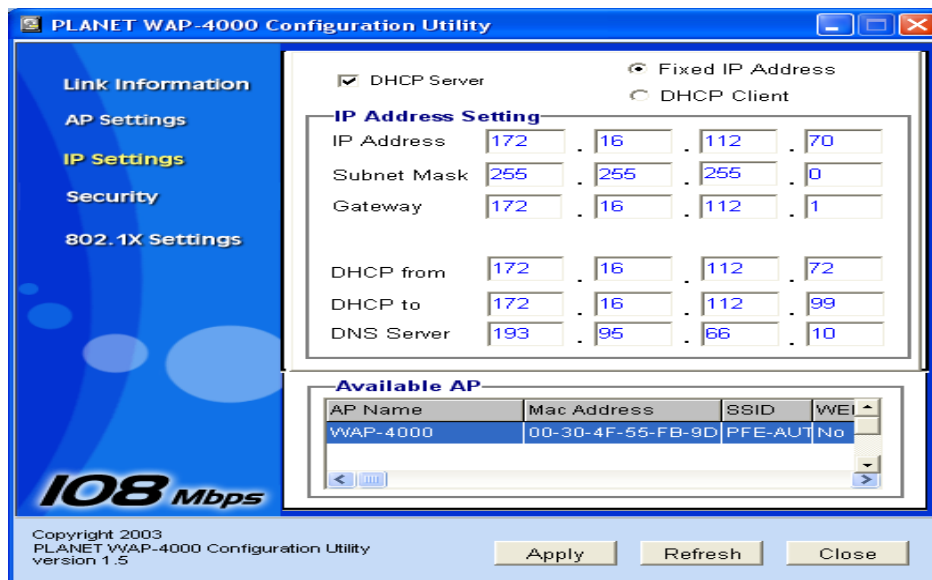 PLANET WAP-4000 Configuration Utility
Link Information
AP Settings
IP Settings
Security
802.1X Settings
DHCP Server
Fixed IP Address
DHCP Client
IP Address Setting
IP Address 172 . 16 . 112 . 70
Subnet Mask 255 . 255 . 255 . 0
Gateway 172 . 16 . 112 . 1
DHCP from 172 . 16 . 112 . 72
DHCP to 172 . 16 . 112 . 99
DNS Server 193 . 95 . 66 . 10
Available AP
AP Name Mac Address SSID WEI
WAP-4000 00-30-4F-55-FB-9D PFE-AUT No
108 Mbps
Copyright 2003
PLANET WAP-4000 Configuration Utility
version 1.5
Apply Refresh Close